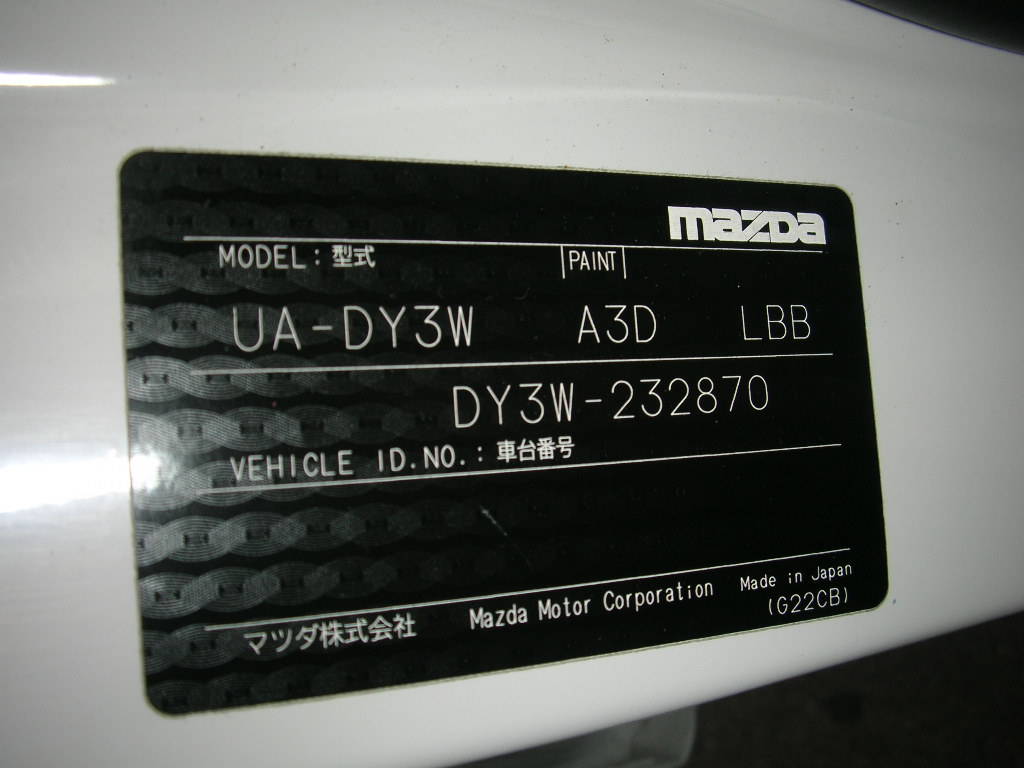 mazda
MODEL : 型式 PAINT
UA-DY3W A3D LBB
DY3W-232870
VEHICLE ID.NO. : 車台番号
マツダ株式会社 Mazda Motor Corporation Made in Japan
(G22CB)